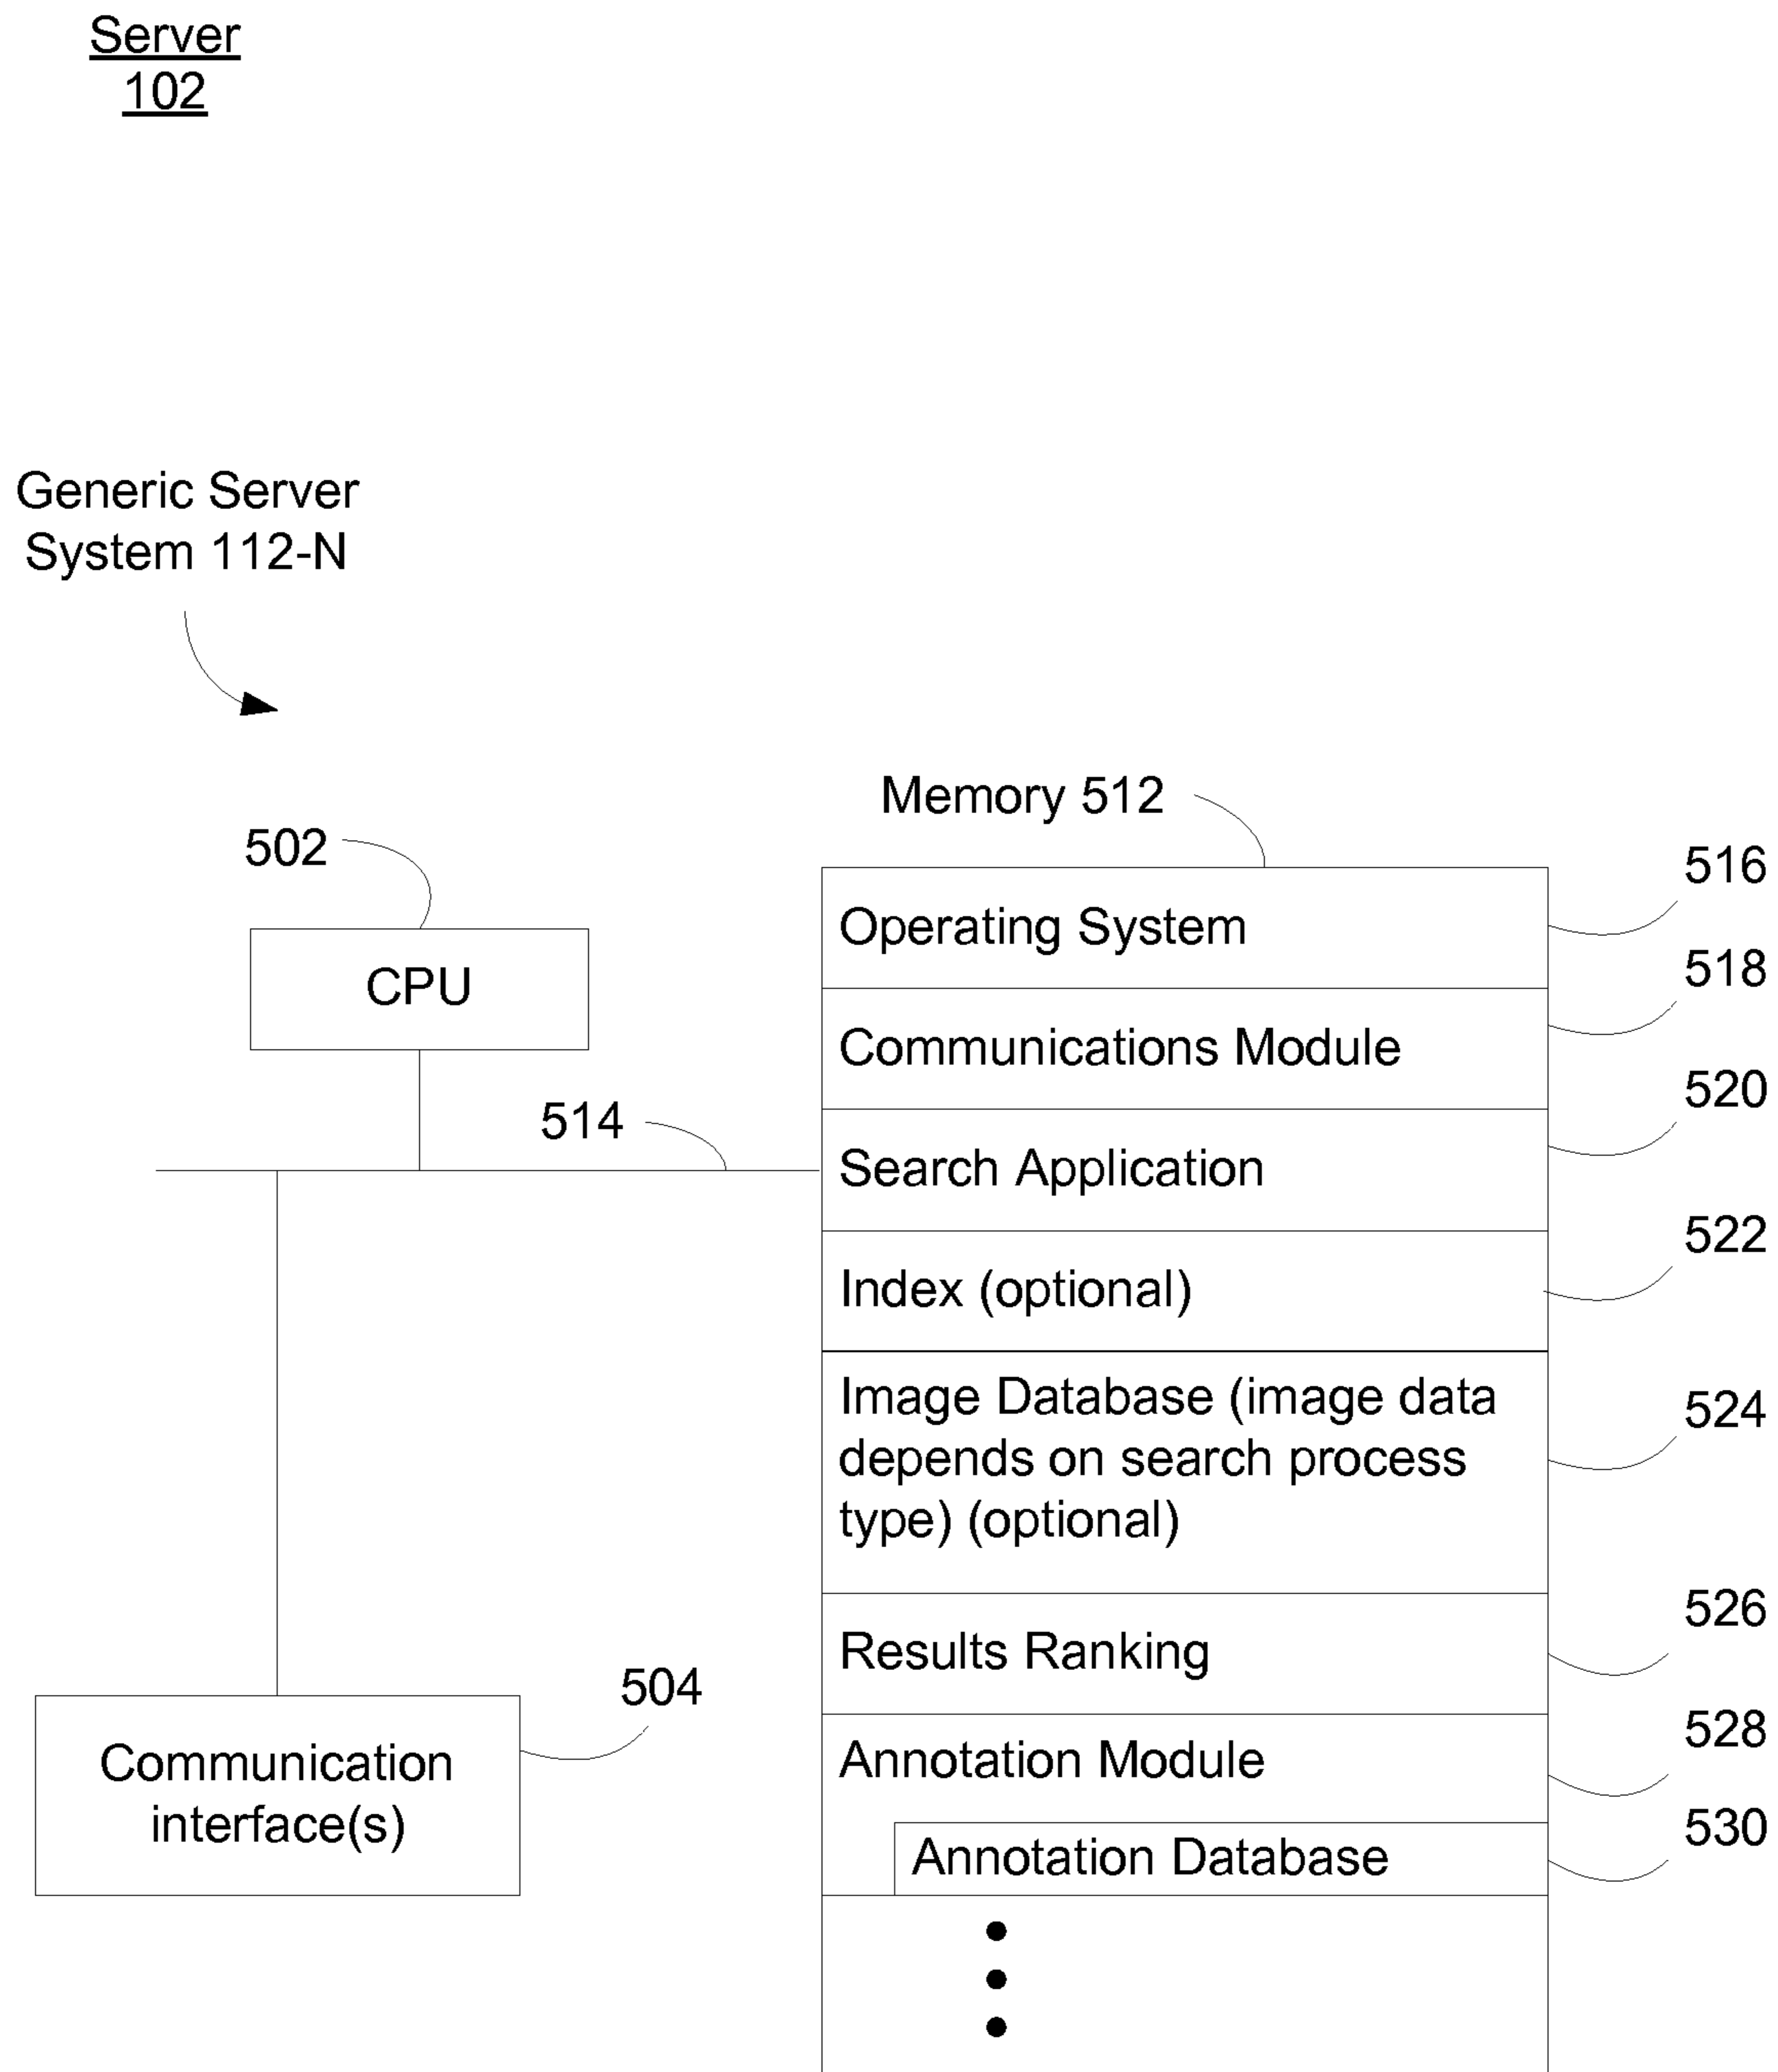 Server
102
Generic Server
System 112-N
Memory 512
502
516
Operating System
CPU
518
Communications Module
514
520
Search Application
522
Index (optional)
Image Database (image data
depends on search process
type) (optional)
524
526
Results Ranking
504
528
Annotation Module
Communication
interface(s)
530
Annotation Database